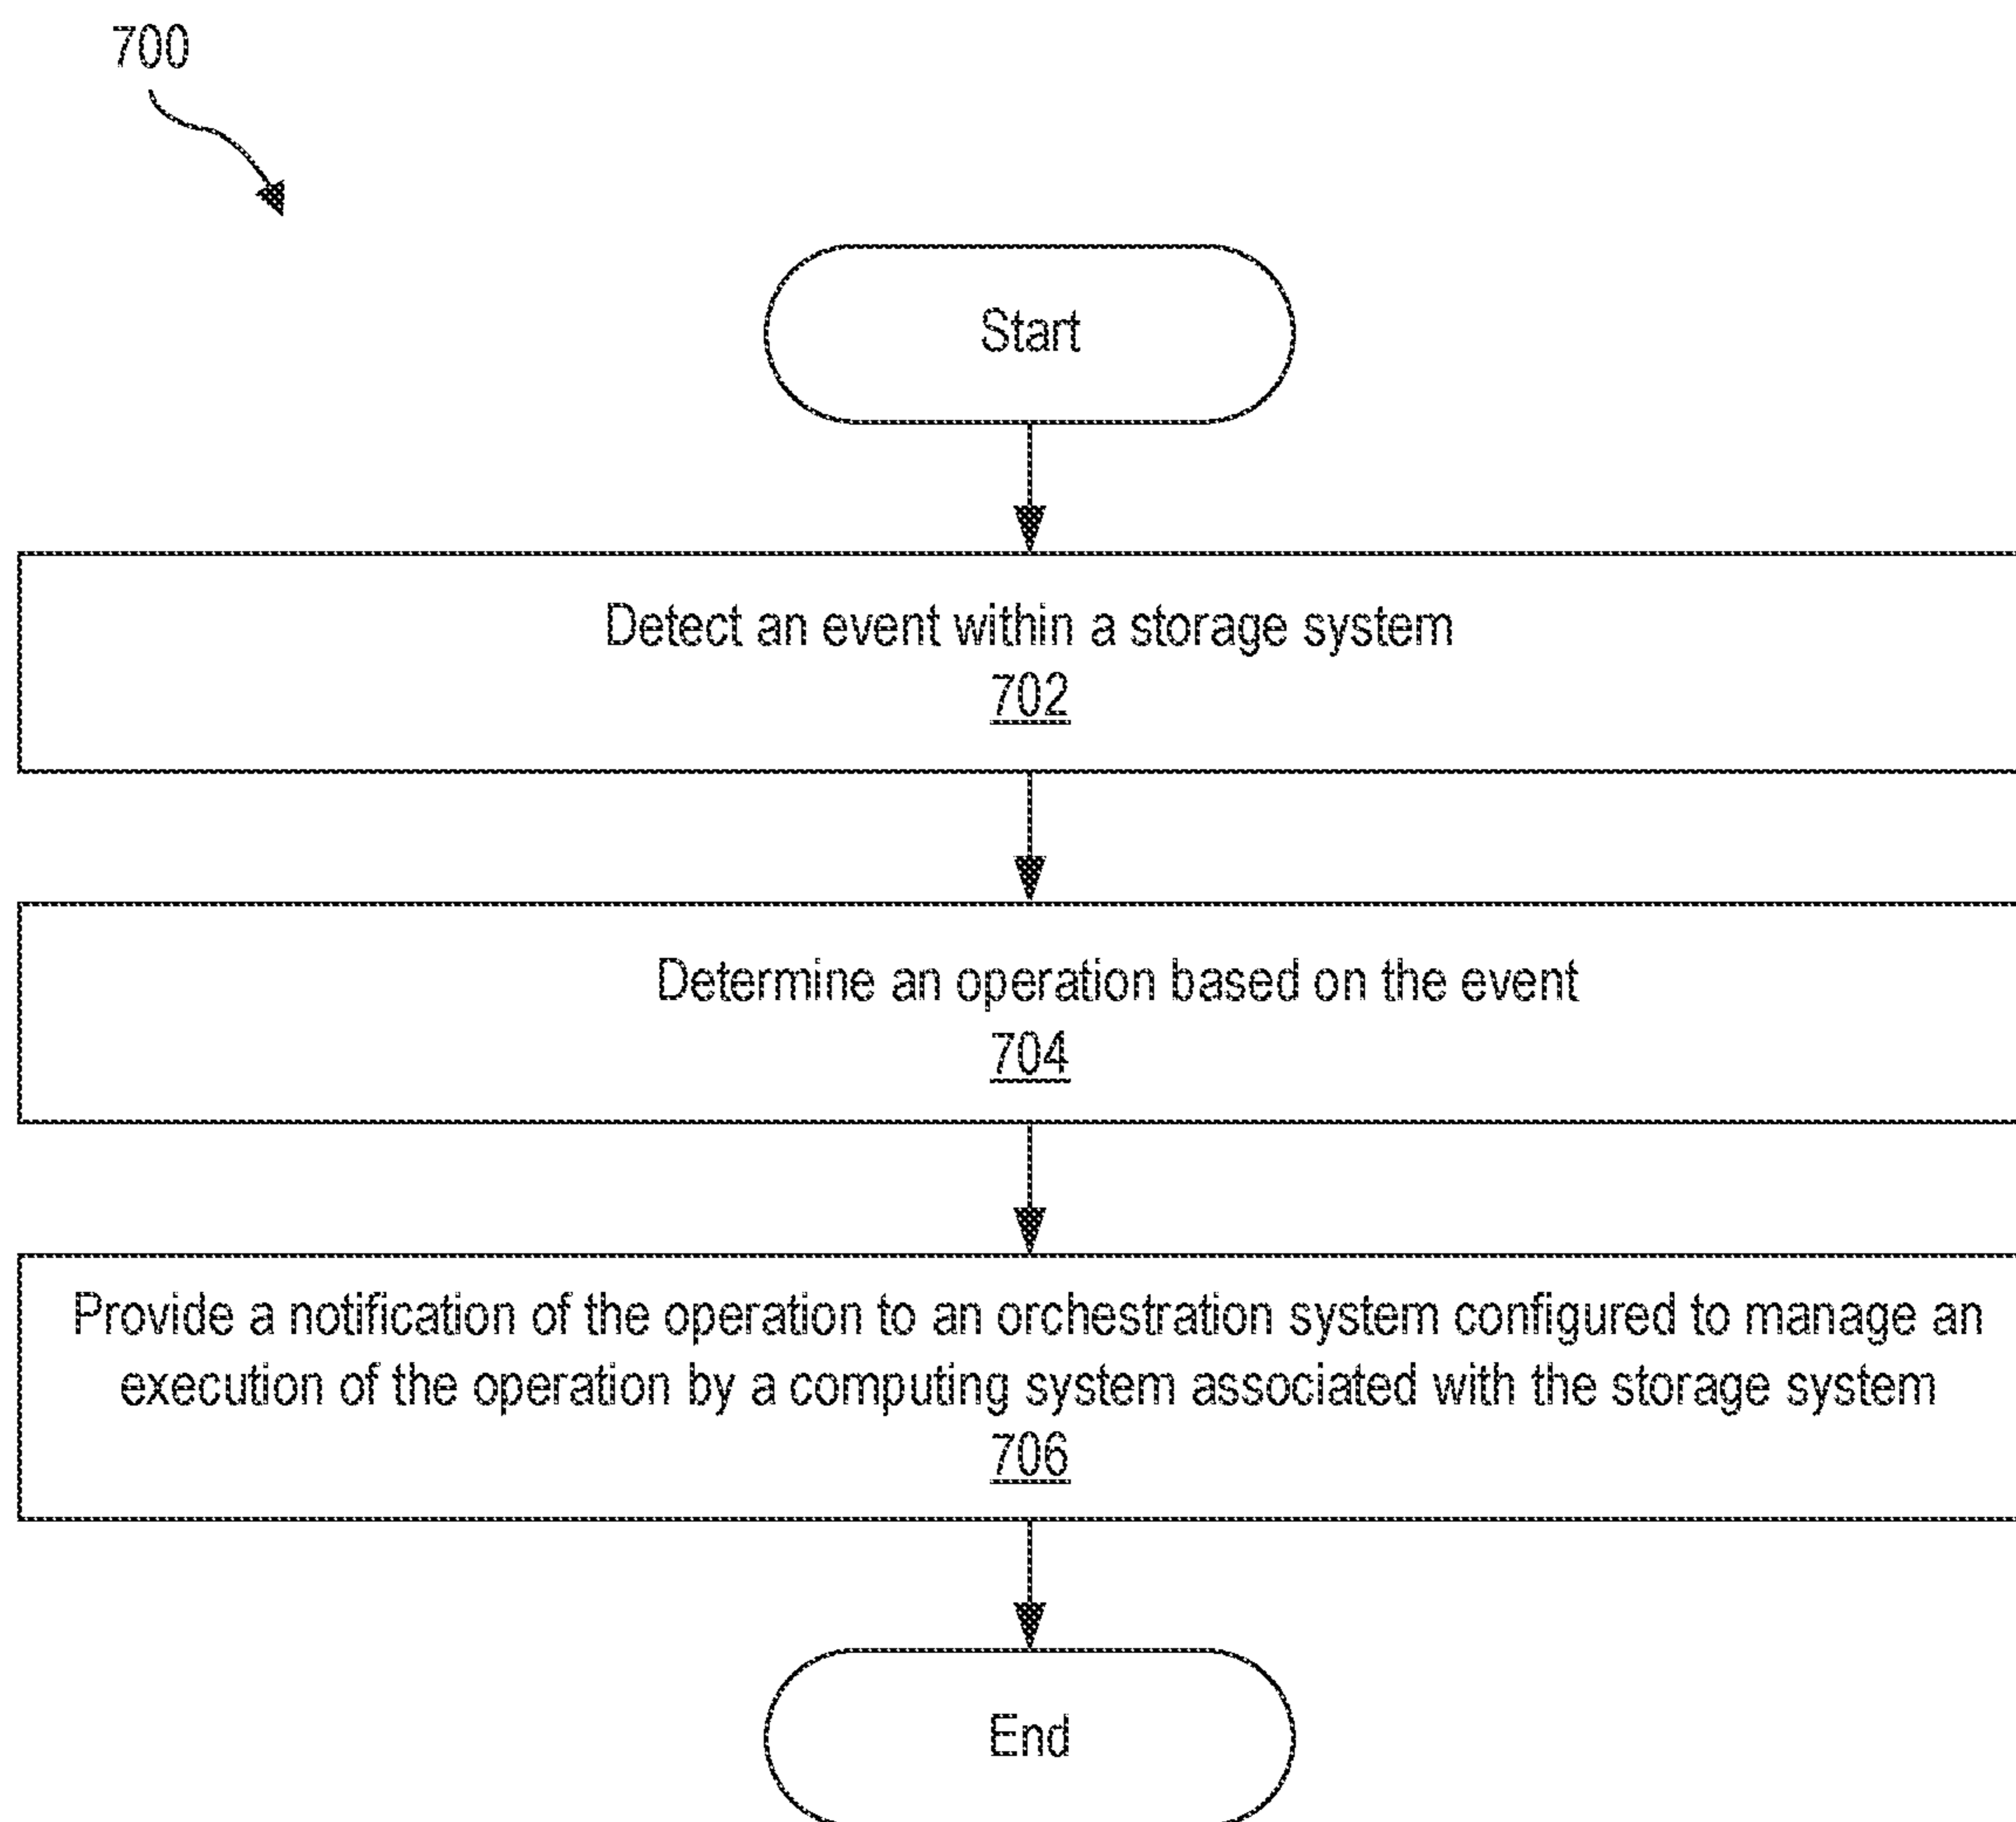 700
Start
Detect an event within a storage system
702
Determine an operation based on the event
704
Provide a notification of the operation to an orchestration system configured to manage an
execution of the operation by a computing system associated with the storage system
706
End